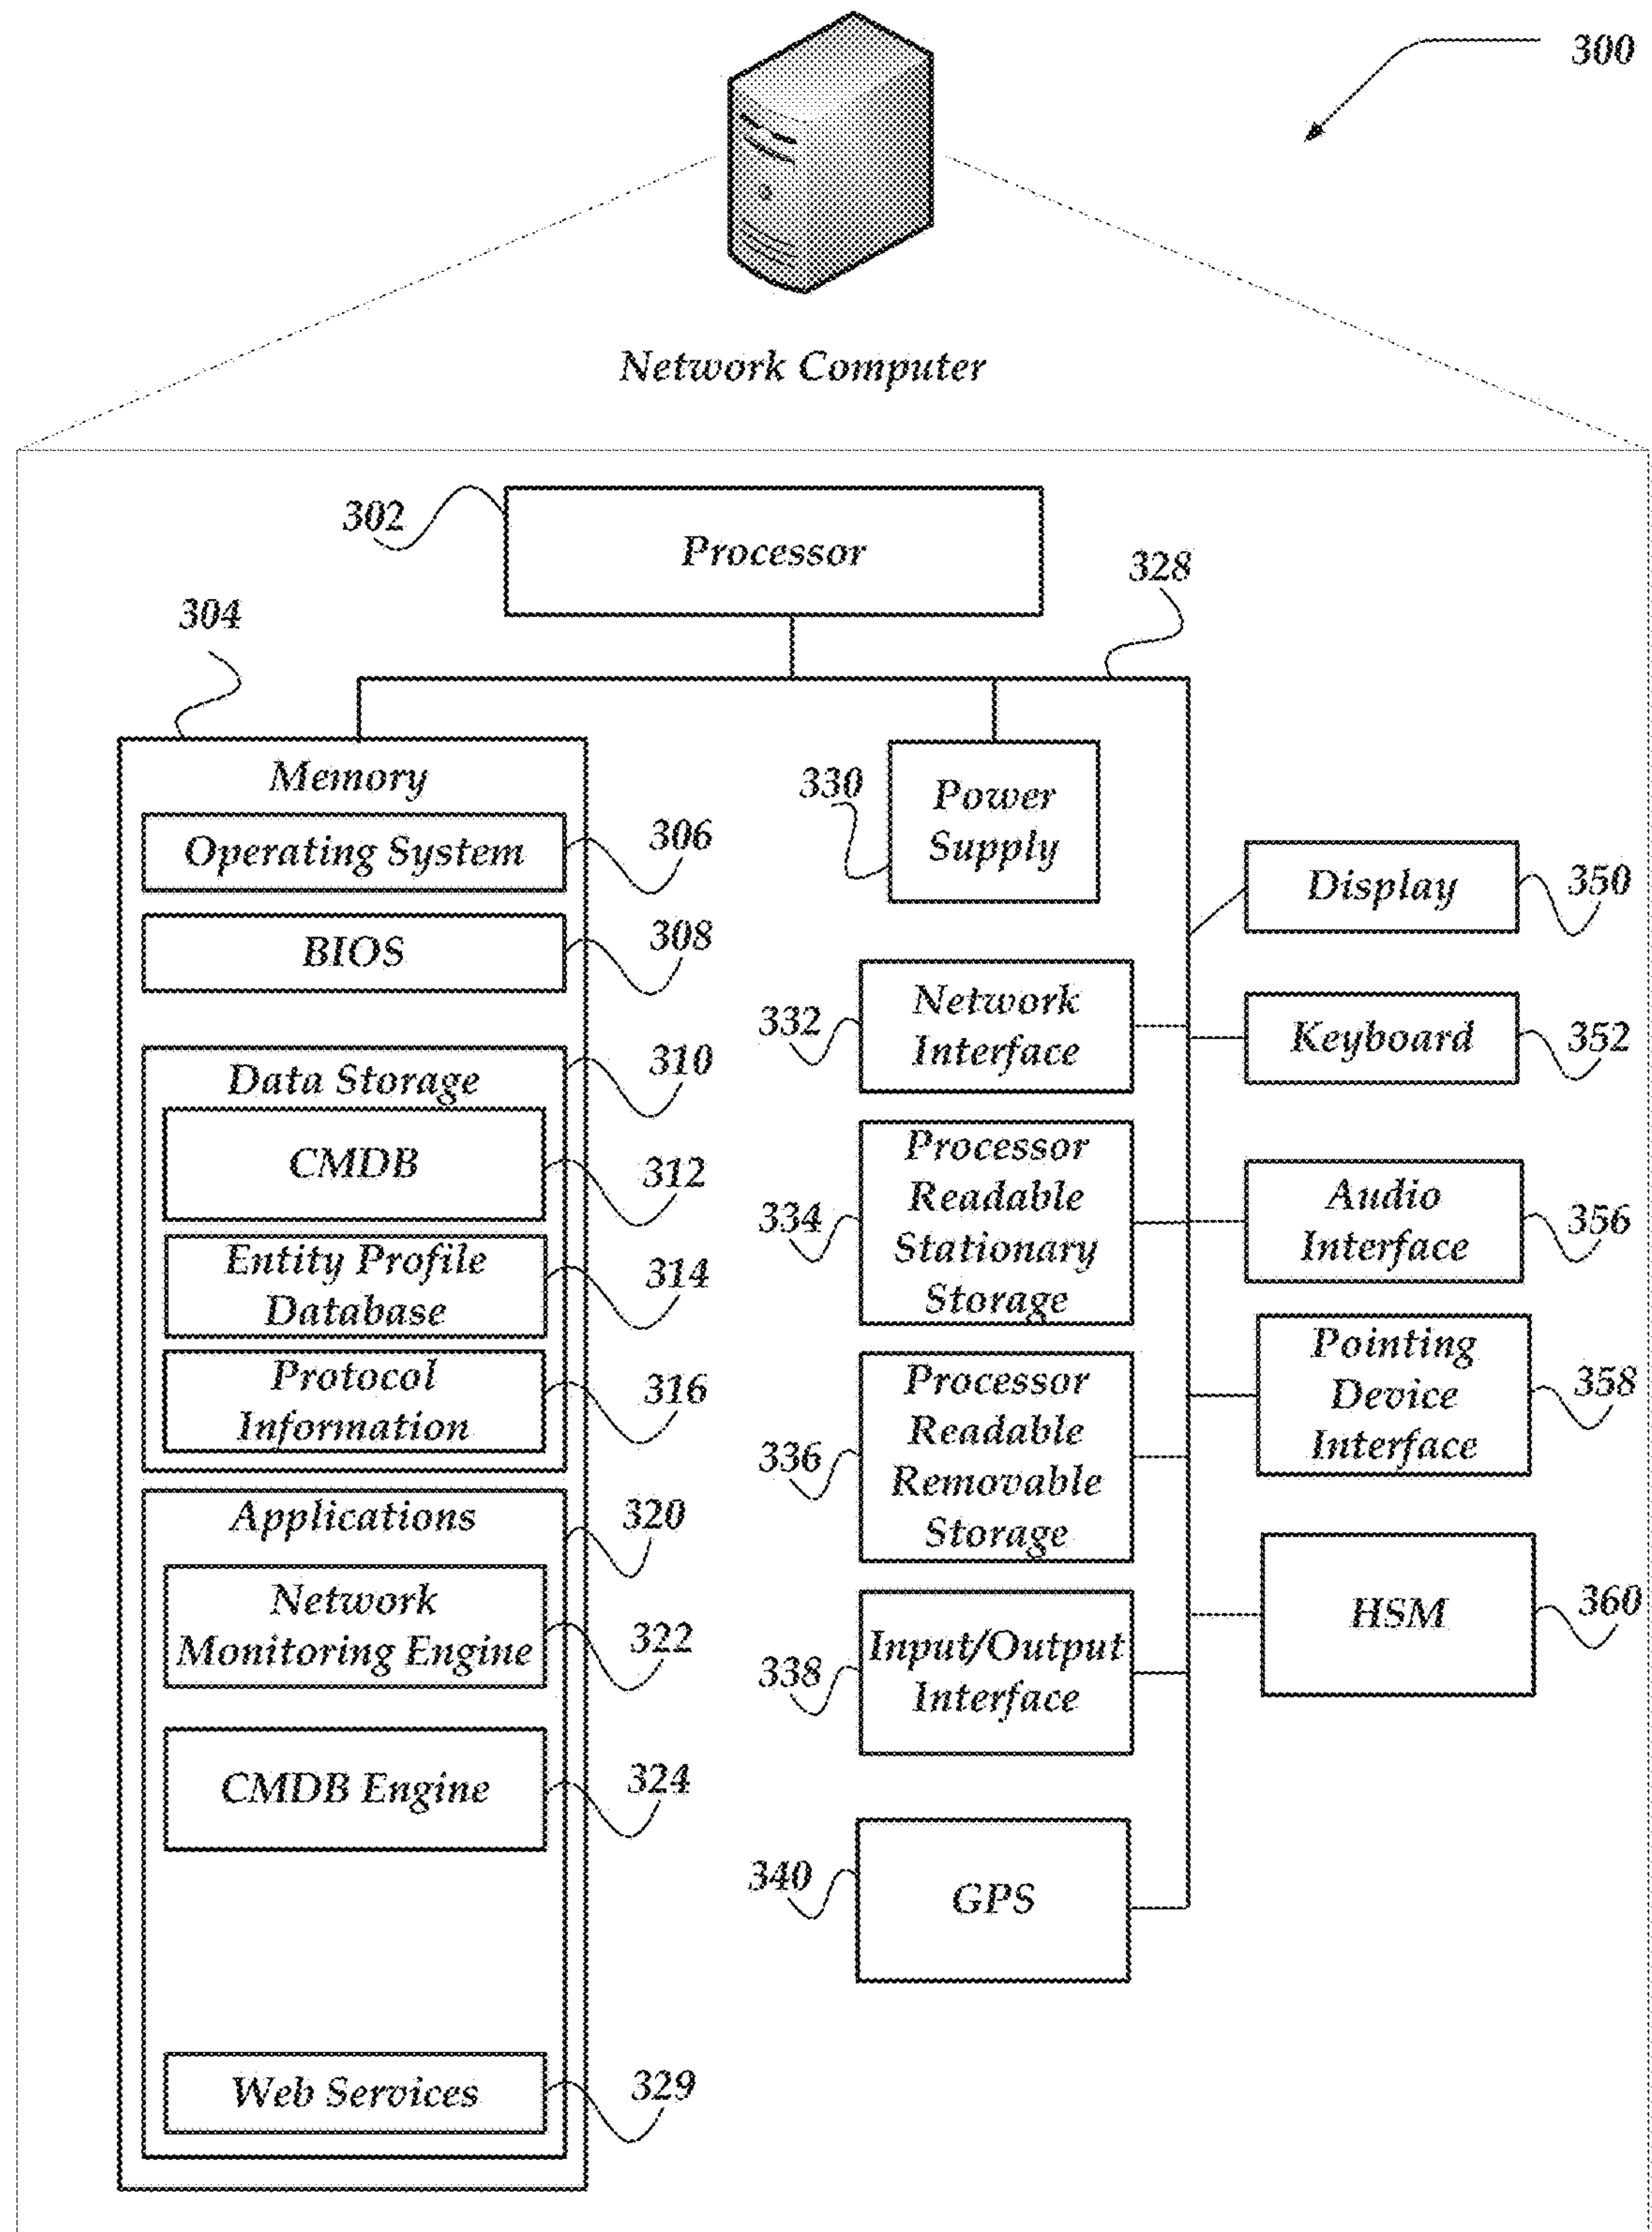 300
Network Computer
302
Processor
328
304
Memory
Operating System
306
BIOS
308
Data Storage
310
CMDB
312
Entity Profile
Database
314
Protocol
Information
316
Applications
320
Network
Monitoring Engine
322
CMDB Engine
324
Web Services
329
330
Power
Supply
332
Network
Interface
334
Processor
Readable
Stationary
Storage
336
Processor
Readable
Removable
Storage
338
Input/Output
Interface
340
GPS
Display
350
Keyboard
352
Audio
Interface
356
Pointing
Device
Interface
358
HSM
360